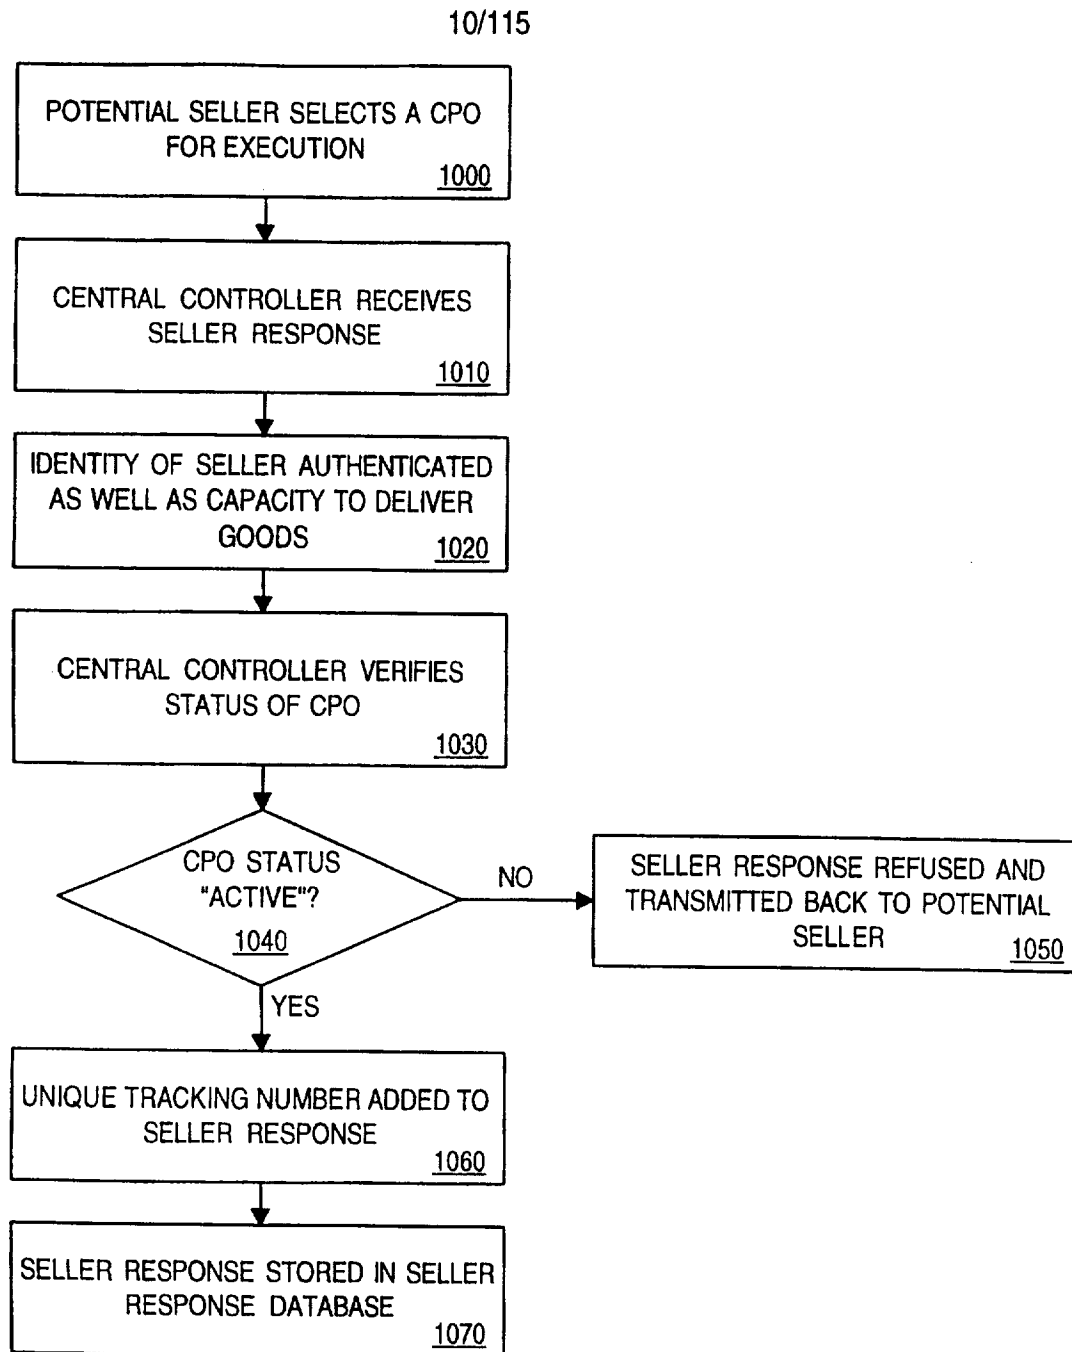 10/115
POTENTIAL SELLER SELECTS A CPO
FOR EXECUTION
1000
CENTRAL CONTROLLER RECEIVES
SELLER RESPONSE
1010
IDENTITY OF SELLER AUTHENTICATED
AS WELL AS CAPACITY TO DELIVER
GOODS
1020
CENTRAL CONTROLLER VERIFIES
STATUS OF CPO
1030
CPO STATUS
"ACTIVE"?
1040
NO
SELLER RESPONSE REFUSED AND
TRANSMITTED BACK TO POTENTIAL
SELLER
1050
YES
UNIQUE TRACKING NUMBER ADDED TO
SELLER RESPONSE
1060
SELLER RESPONSE STORED IN SELLER
RESPONSE DATABASE
1070